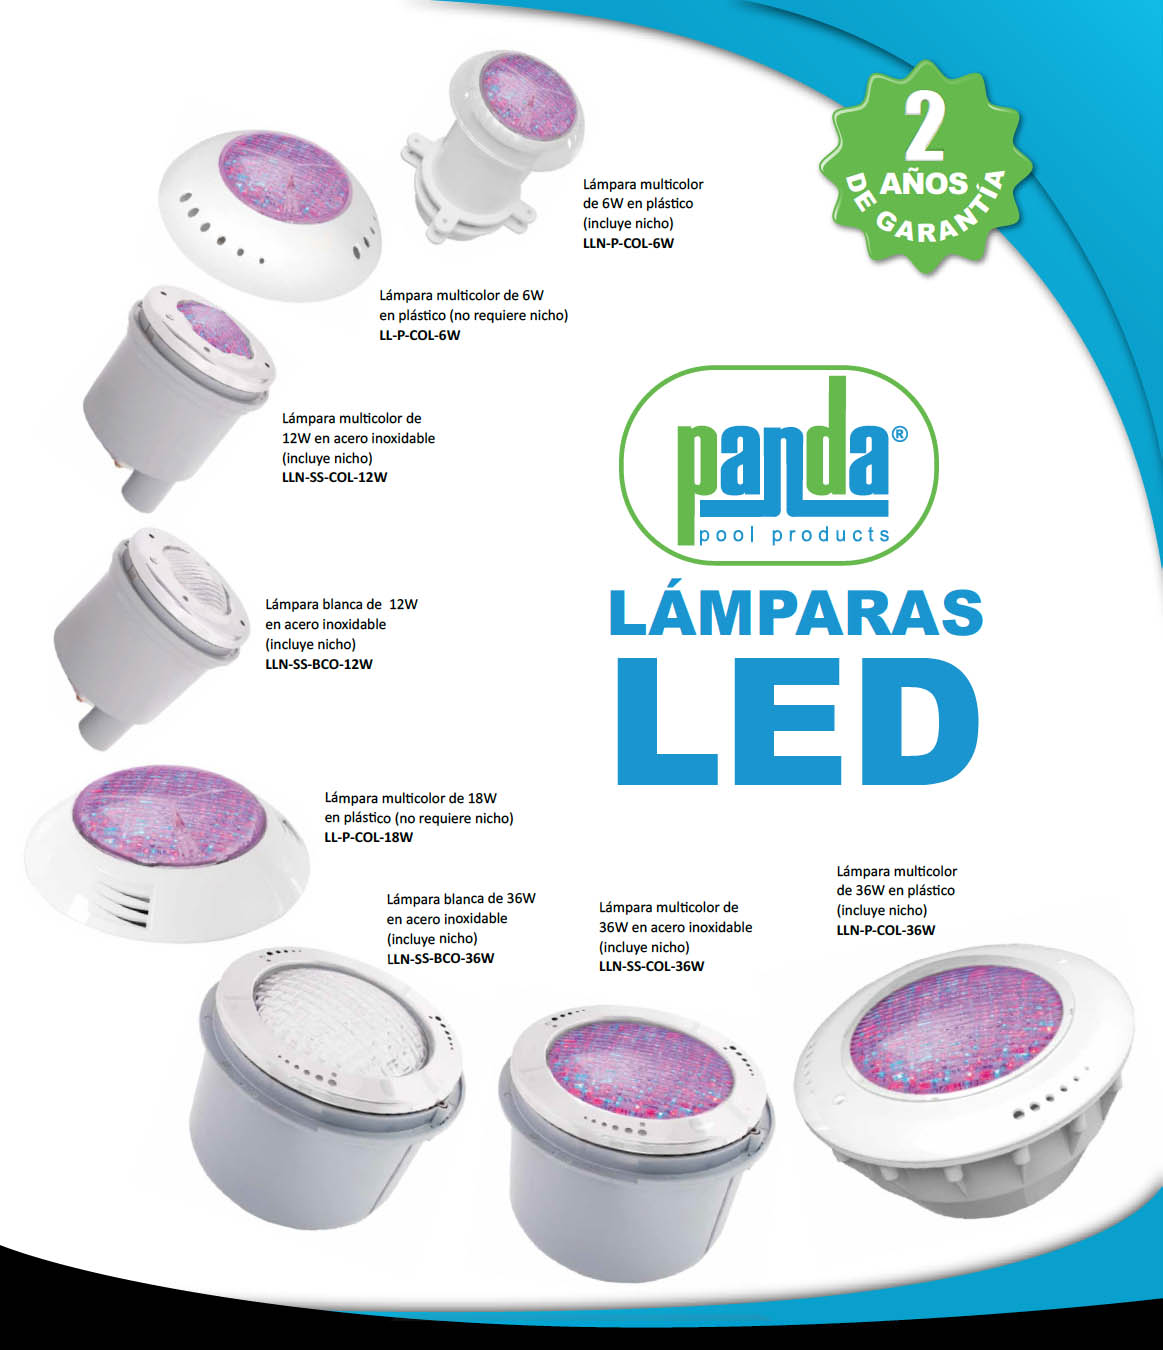 2
AÑOS
DE GARANTÍA
Lámpara multicolor
de 6W en plástico
(incluye nicho)
LLN-P-COL-6W
Lámpara multicolor de 6W
en plástico (no requiere nicho)
LL-P-COL-6W
Lámpara multicolor de
12W en acero inoxidable
(incluye nicho)
LLN-SS-COL-12W
panda®
pool products
LÁMPARAS
LED
Lámpara blanca de 12W
en acero inoxidable
(incluye nicho)
LLN-SS-BCO-12W
Lámpara multicolor de 18W
en plástico (no requiere nicho)
LL-P-COL-18W
Lámpara blanca de 36W
en acero inoxidable
(incluye nicho)
LLN-SS-BCO-36W
Lámpara multicolor de
36W en acero inoxidable
(incluye nicho)
LLN-SS-COL-36W
Lámpara multicolor
de 36W en plástico
(incluye nicho)
LLN-P-COL-36W